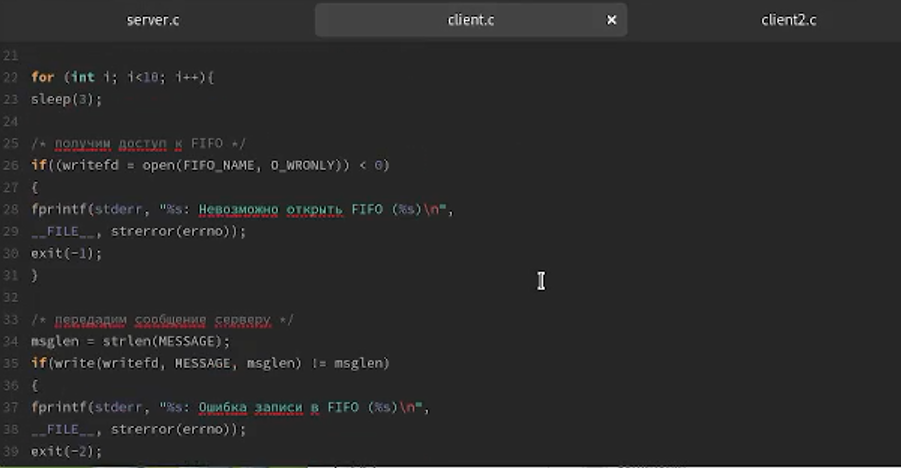 server.c client.c × client2.c
21
22 for (int i; i<10; i++){
23 sleep(3);
24
25 /* получим доступ к FIFO */
26 if((writefd = open(FIFO_NAME, O_WRONLY)) < 0)
27 {
28 fprintf(stderr, "%s: Невозможно открыть FIFO (%s)\n",
29 __FILE__, strerror(errno));
30 exit(-1);
31 }
32
33 /* передадим сообщение серверу */
34 msglen = strlen(MESSAGE);
35 if(write(writefd, MESSAGE, msglen) != msglen)
36 {
37 fprintf(stderr, "%s: Ошибка записи в FIFO (%s)\n",
38 __FILE__, strerror(errno));
39 exit(-2);